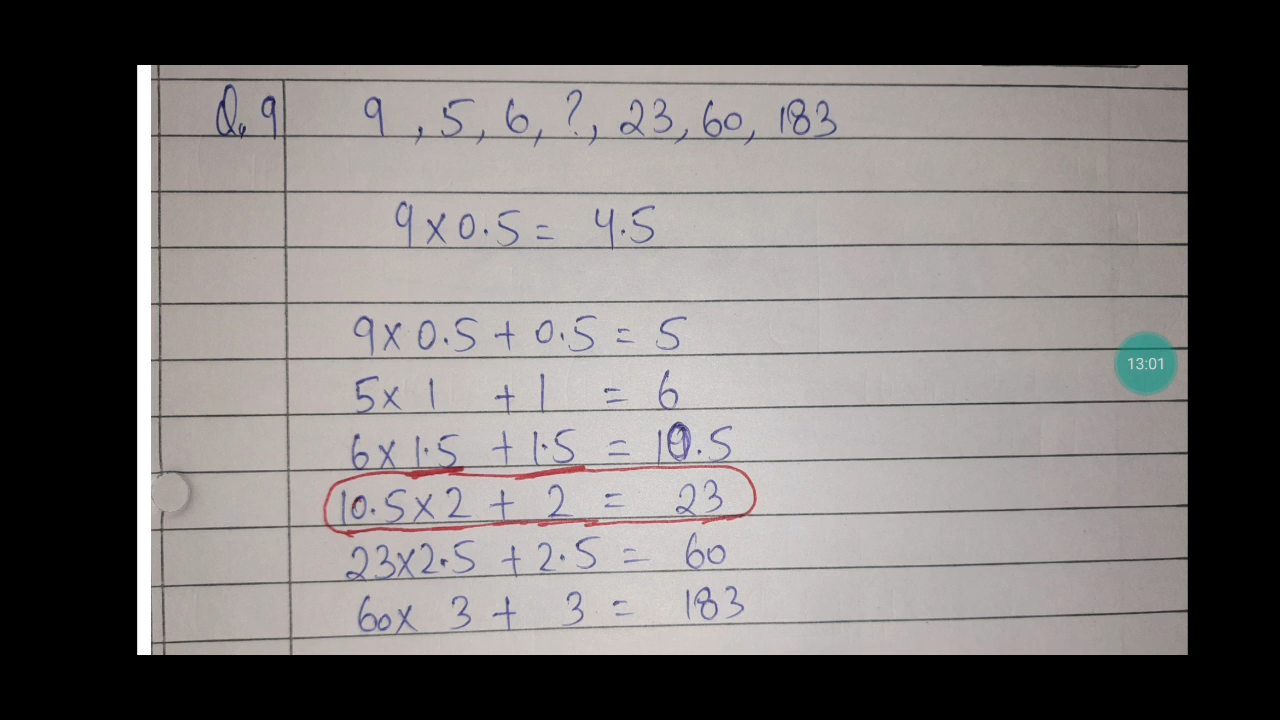 Q.9 9, 5, 6, ?, 23, 60, 183
9 × 0.5 = 4.5
9 × 0.5 + 0.5 = 5
5 × 1 + 1 = 6
6 × 1.5 + 1.5 = 10.5
10.5 × 2 + 2 = 23
23 × 2.5 + 2.5 = 60
60 × 3 + 3 = 183
13:01